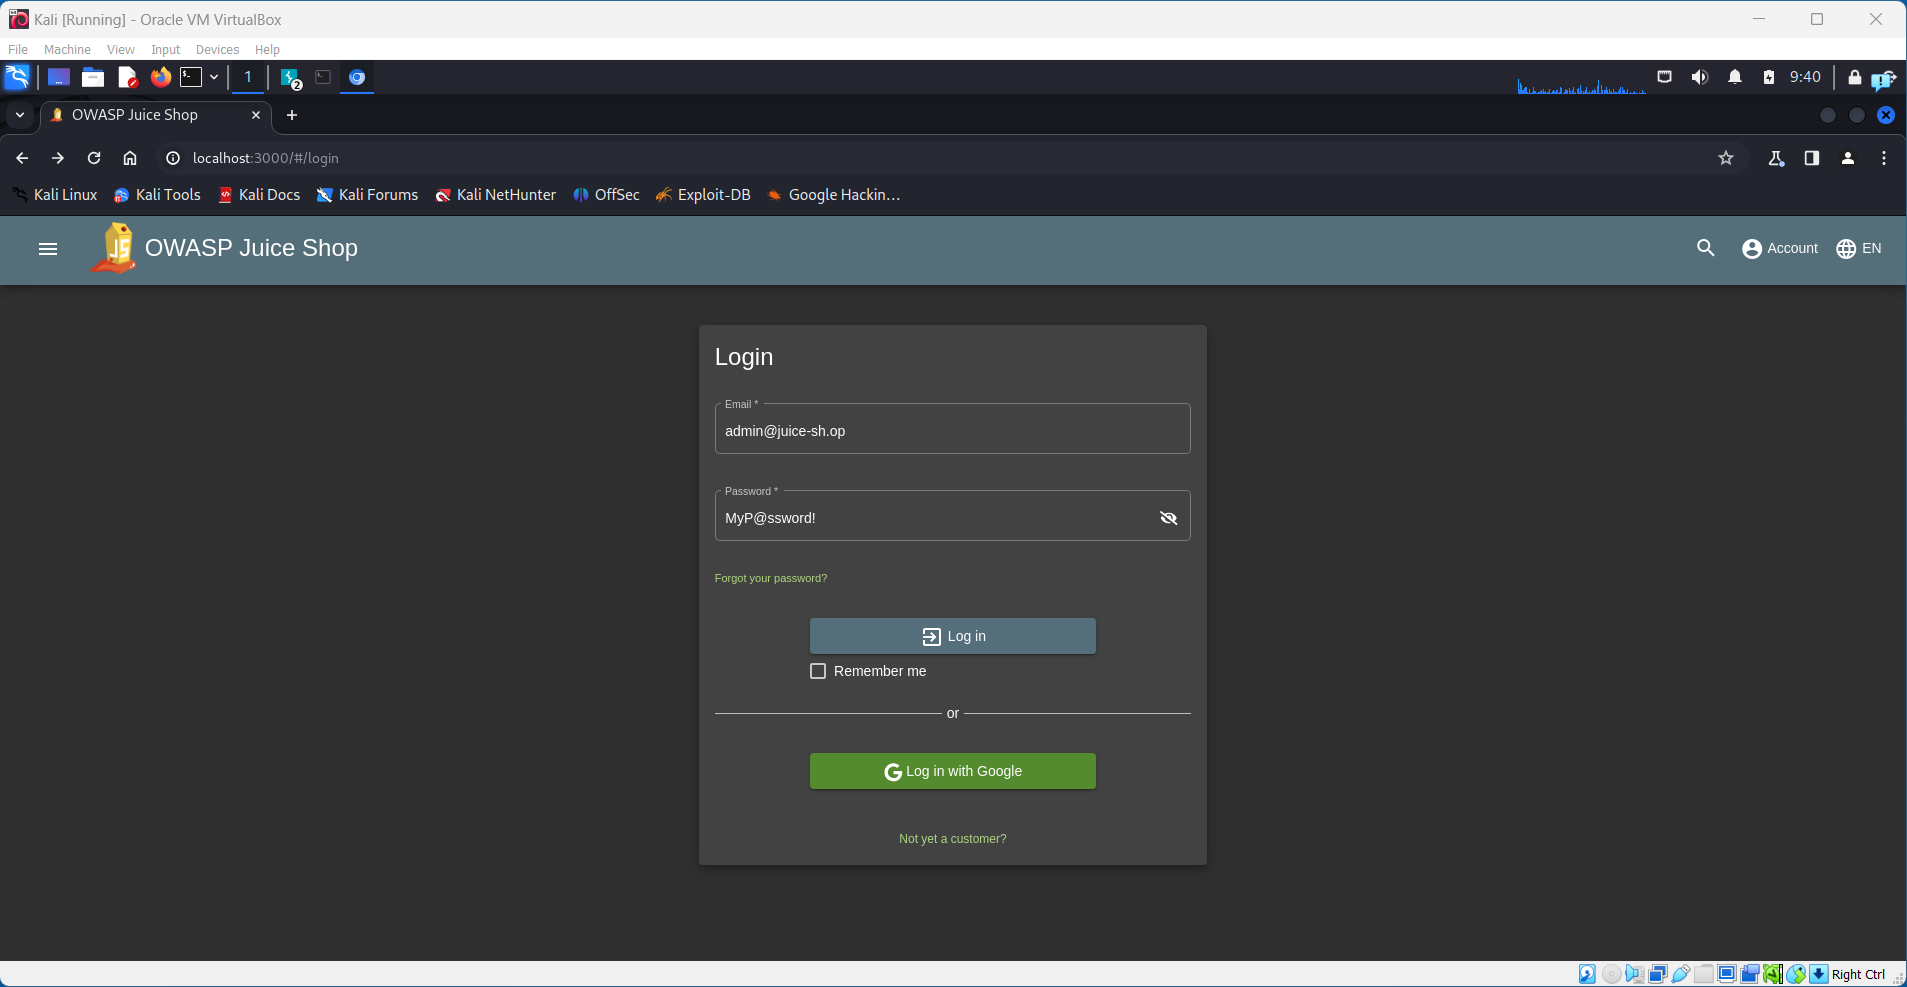 Kali [Running] - Oracle VM VirtualBox
File Machine View Input Devices Help
1 2 9:40
OWASP Juice Shop
localhost:3000/#/login
Kali Linux Kali Tools Kali Docs Kali Forums Kali NetHunter OffSec Exploit-DB Google Hackin…
JS OWASP Juice Shop Account EN
Login
Email *
admin@juice-sh.op
Password *
MyP@ssword!
Forgot your password?
Log in
Remember me
or
G Log in with Google
Not yet a customer?
Right Ctrl